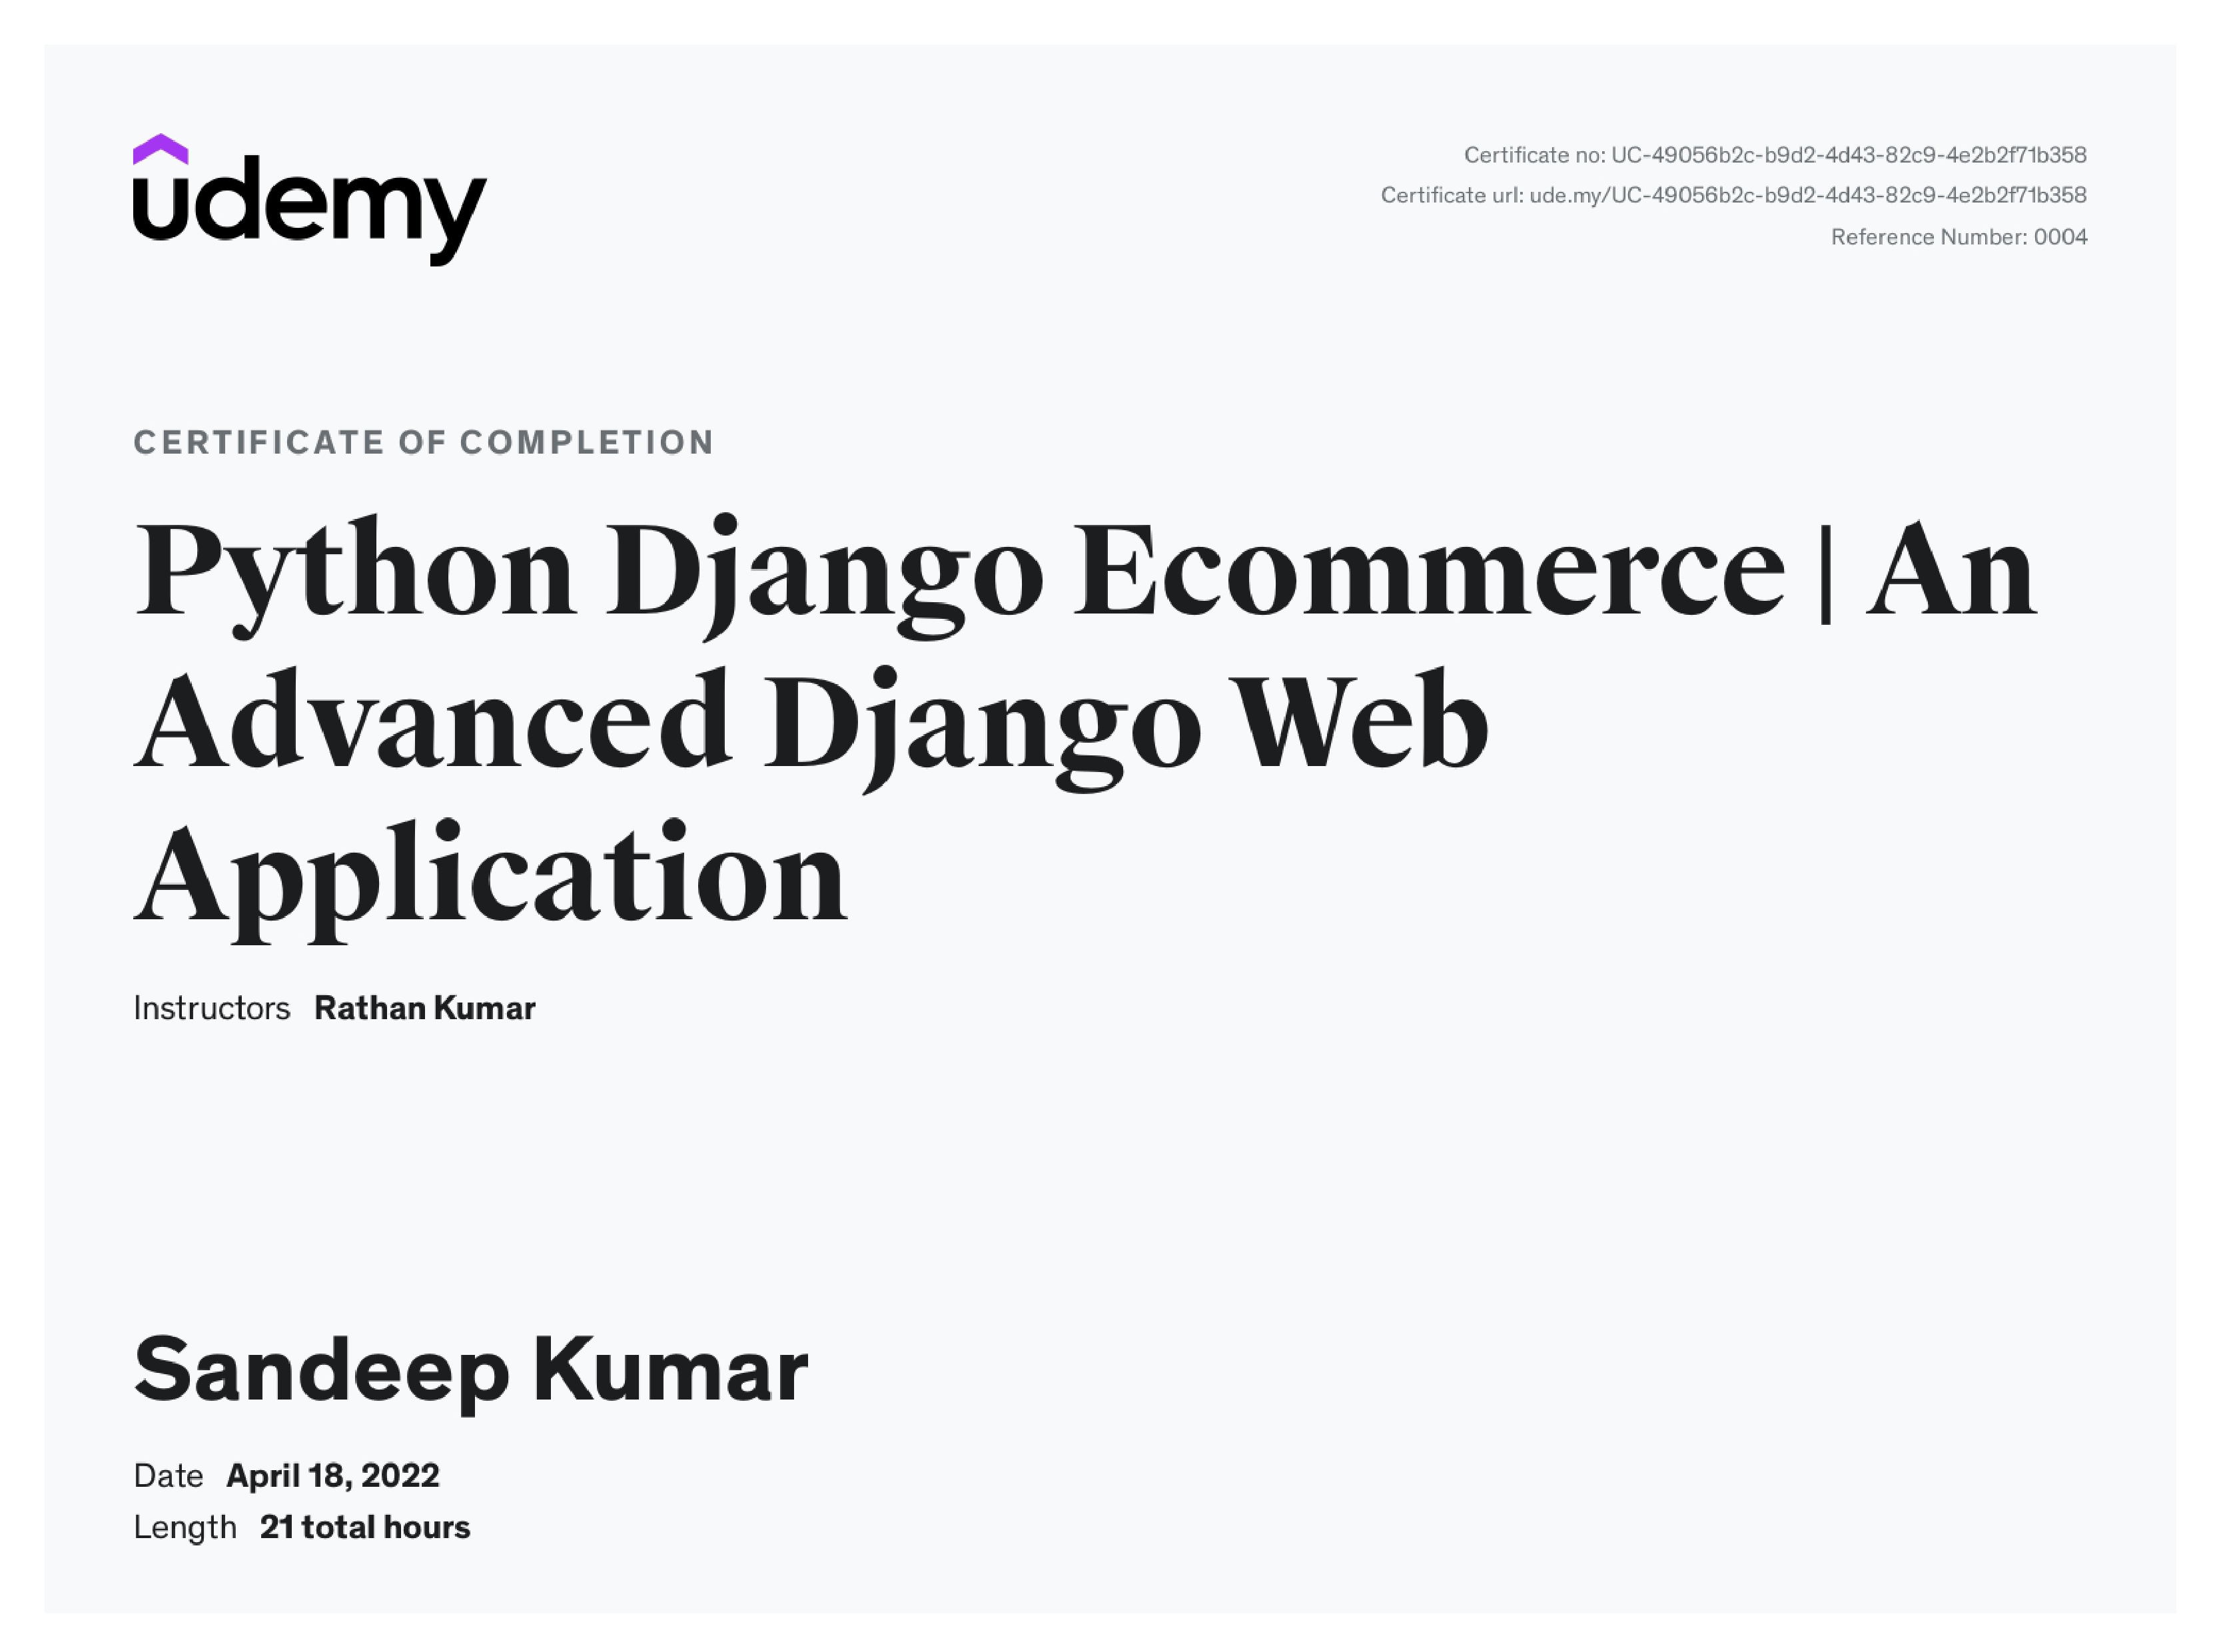 udemy
Certificate no: UC-49056b2c-b9d2-4d43-82c9-4e2b2f71b358
Certificate url: ude.my/UC-49056b2c-b9d2-4d43-82c9-4e2b2f71b358
Reference Number: 0004
CERTIFICATE OF COMPLETION
Python Django Ecommerce | An
Advanced Django Web
Application
Instructors Rathan Kumar
Sandeep Kumar
Date April 18, 2022
Length 21 total hours